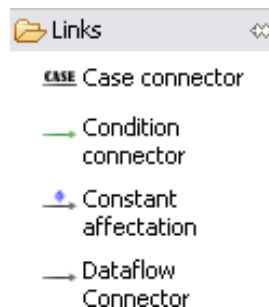 Links
CASE Case connector
Condition
connector
Constant
affectation
Dataflow
Connector